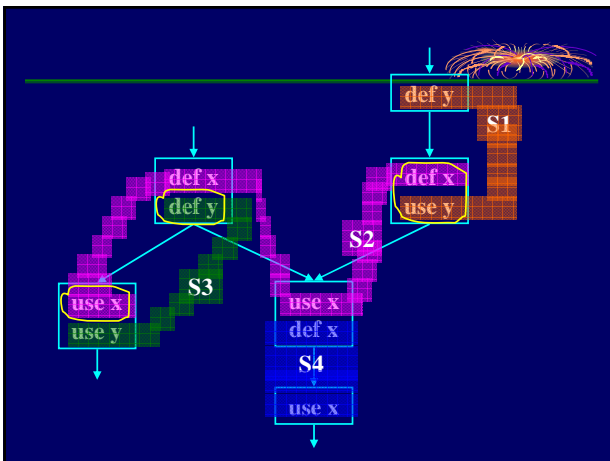 def y
S1
def x
def y
def x
use y
S2
S3
use x
use y
use x
def x
S4
use x